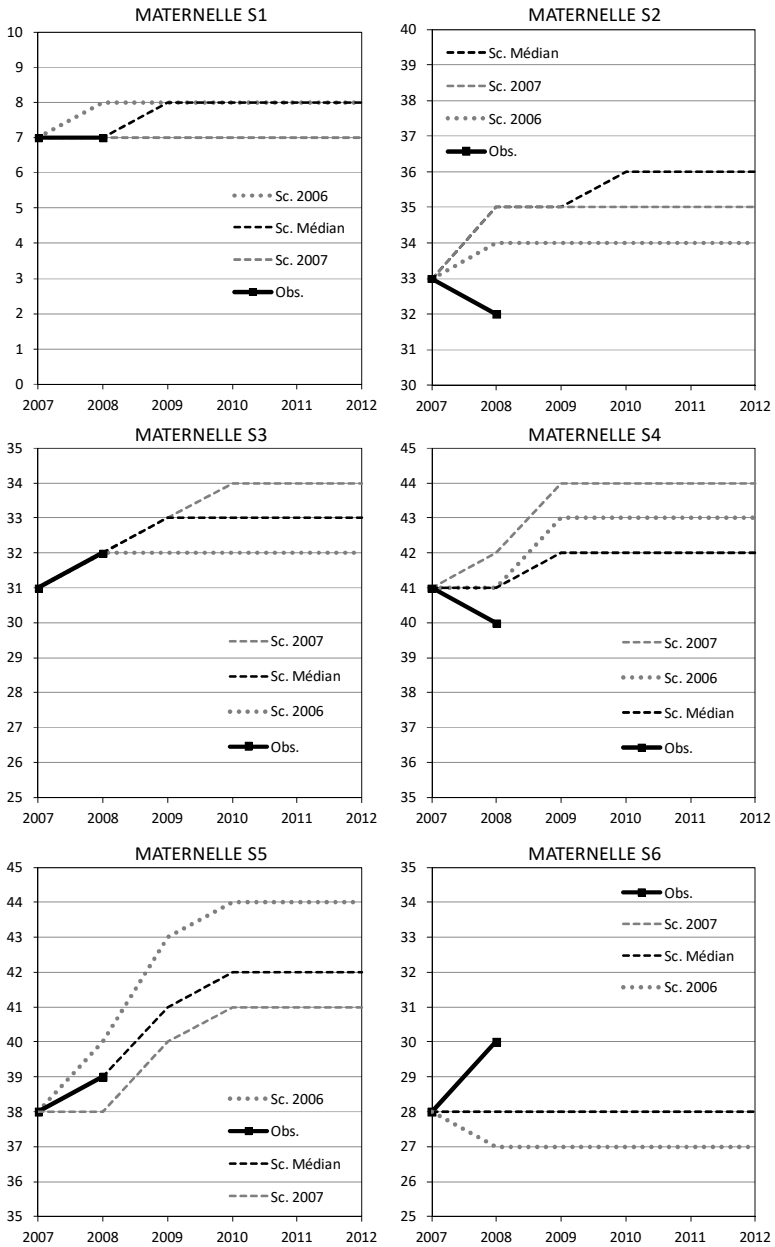 MATERNELLE S1
10
9
8
7
6
5
4
3
2
1
0
Sc. 2006
Sc. Médian
Sc. 2007
Obs.
2007 2008 2009 2010 2011 2012
MATERNELLE S2
40
39
38
37
36
35
34
33
32
31
30
Sc. Médian
Sc. 2007
Sc. 2006
Obs.
2007 2008 2009 2010 2011 2012
MATERNELLE S3
35
34
33
32
31
30
29
28
27
26
25
Sc. 2007
Sc. Médian
Sc. 2006
Obs.
2007 2008 2009 2010 2011 2012
MATERNELLE S4
45
44
43
42
41
40
39
38
37
36
35
Sc. 2007
Sc. 2006
Sc. Médian
Obs.
2007 2008 2009 2010 2011 2012
MATERNELLE S5
45
44
43
42
41
40
39
38
37
36
35
Sc. 2006
Obs.
Sc. Médian
Sc. 2007
2007 2008 2009 2010 2011 2012
MATERNELLE S6
35
34
33
32
31
30
29
28
27
26
25
Obs.
Sc. 2007
Sc. Médian
Sc. 2006
2007 2008 2009 2010 2011 2012